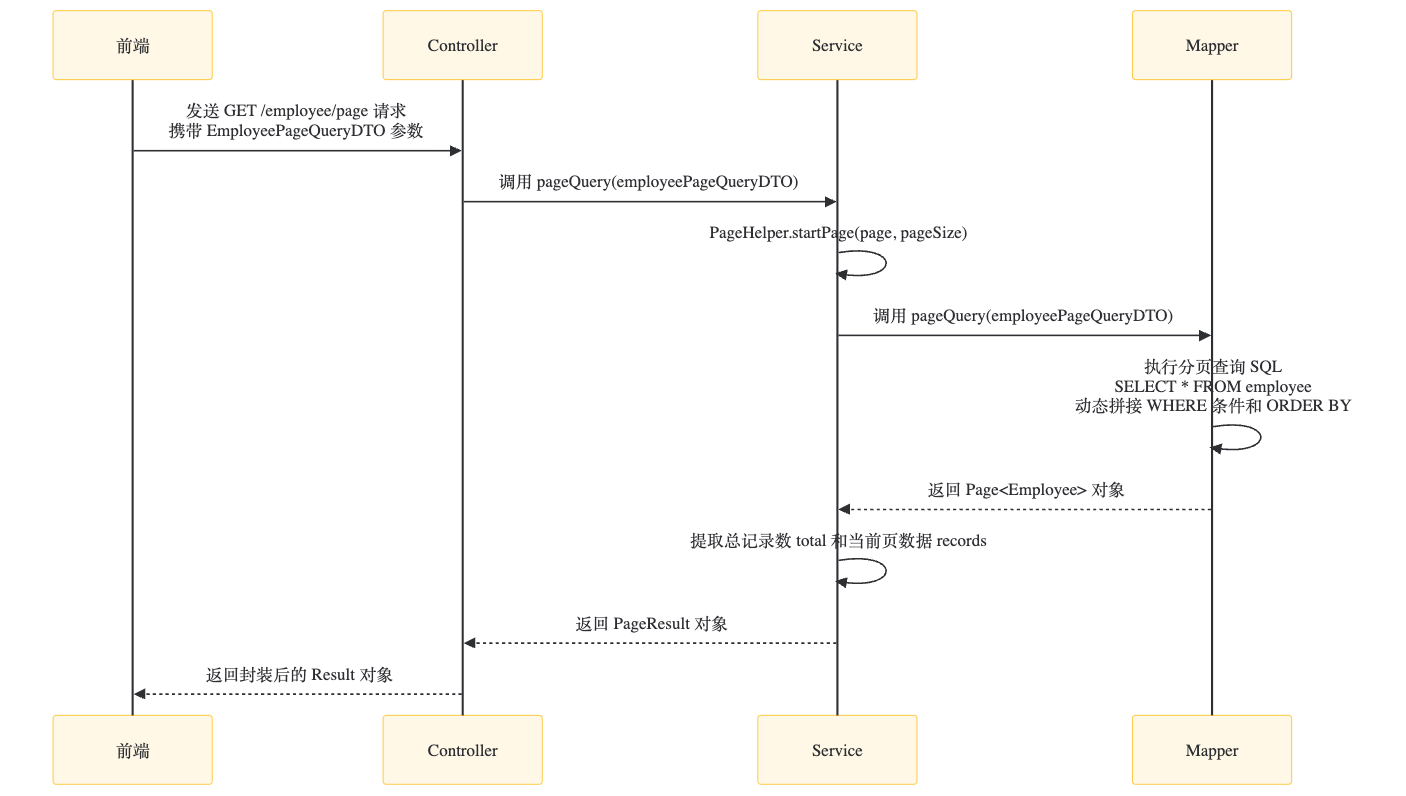 前端
Controller
Service
Mapper
发送 GET /employee/page 请求
携带 EmployeePageQueryDTO 参数
调用 pageQuery(employeePageQueryDTO)
PageHelper.startPage(page, pageSize)
调用 pageQuery(employeePageQueryDTO)
执行分页查询 SQL
SELECT * FROM employee
动态拼接 WHERE 条件和 ORDER BY
返回 Page<Employee> 对象
提取总记录数 total 和当前页数据 records
返回 PageResult 对象
返回封装后的 Result 对象
前端
Controller
Service
Mapper